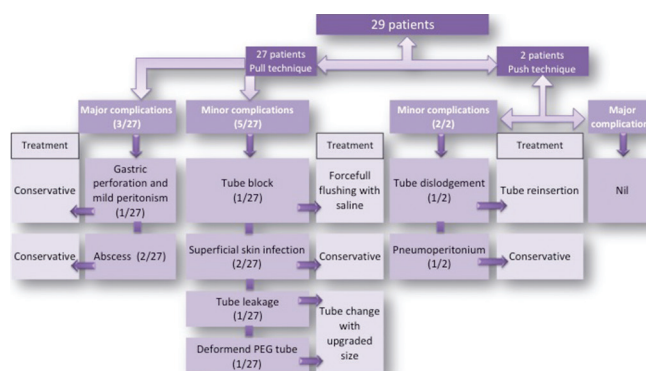 29 patients
27 patients
Pull technique
2 patients
Push technique
Major complications
(3/27)
Minor complications
(5/27)
Minor complications
(2/2)
Major
complication
Treatment
Treatment
Treatment
Conservative
Gastric
perforation and
mild peritonism
(1/27)
Tube block
(1/27)
Forcefull
flushing with
saline
Tube dislodgement
(1/2)
Tube reinsertion
Nil
Conservative
Abscess (2/27)
Superficial skin infection
(2/27)
Conservative
Pneumoperitonium
(1/2)
Conservative
Tube leakage
(1/27)
Tube change
with
upgraded
size
Deformend PEG tube
(1/27)